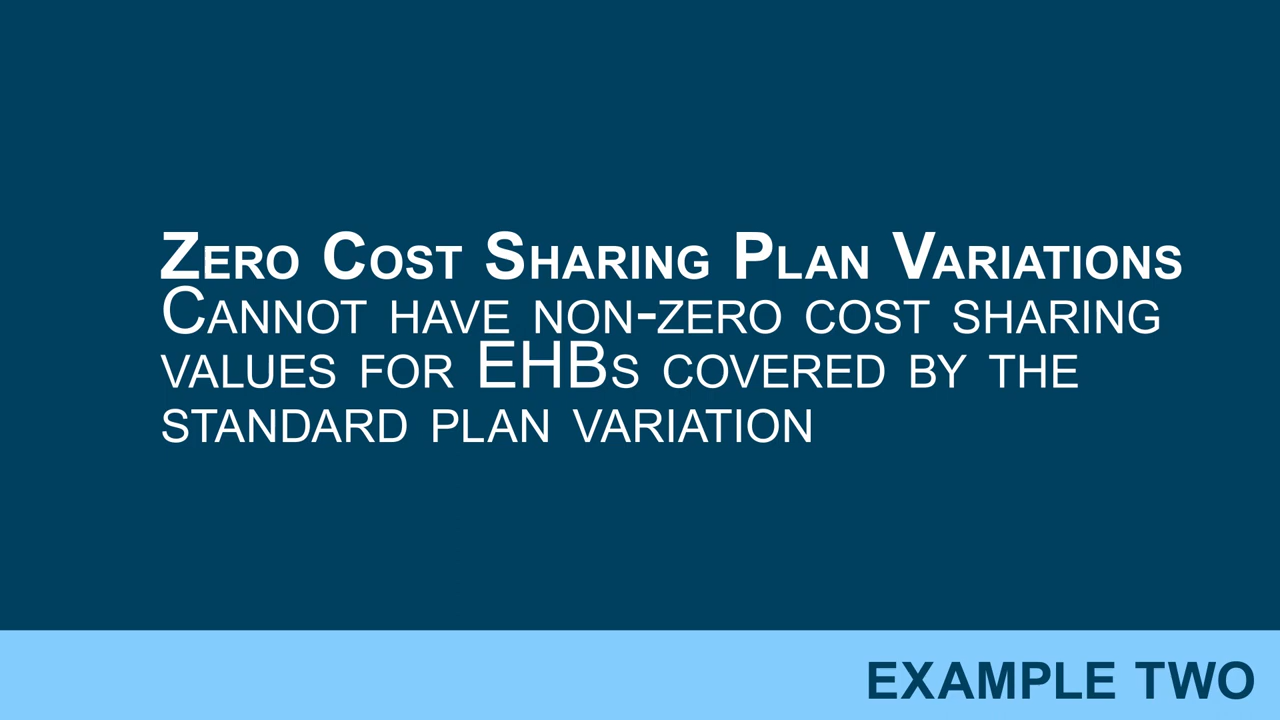 Zero Cost Sharing Plan Variations
Cannot have non-zero cost sharing
values for EHBs covered by the
standard plan variation
EXAMPLE TWO